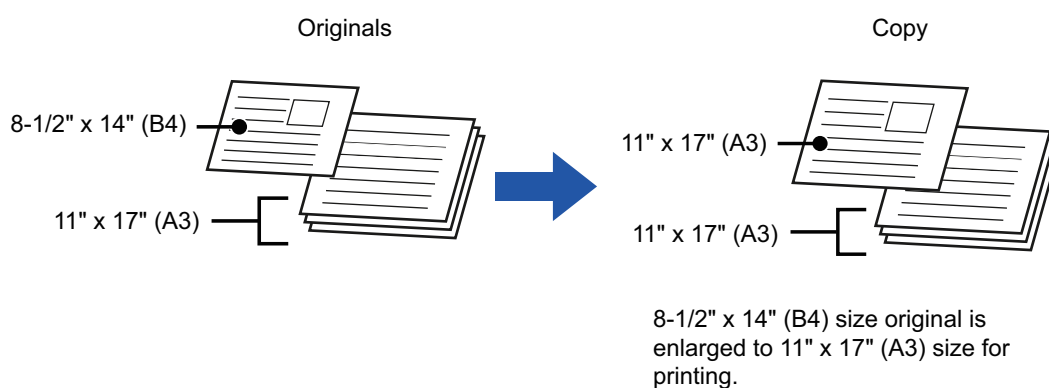 Originals
8-1/2" x 14" (B4)
11" x 17" (A3)
Copy
11" x 17" (A3)
11" x 17" (A3)
8-1/2" x 14" (B4) size original is
enlarged to 11" x 17" (A3) size for
printing.